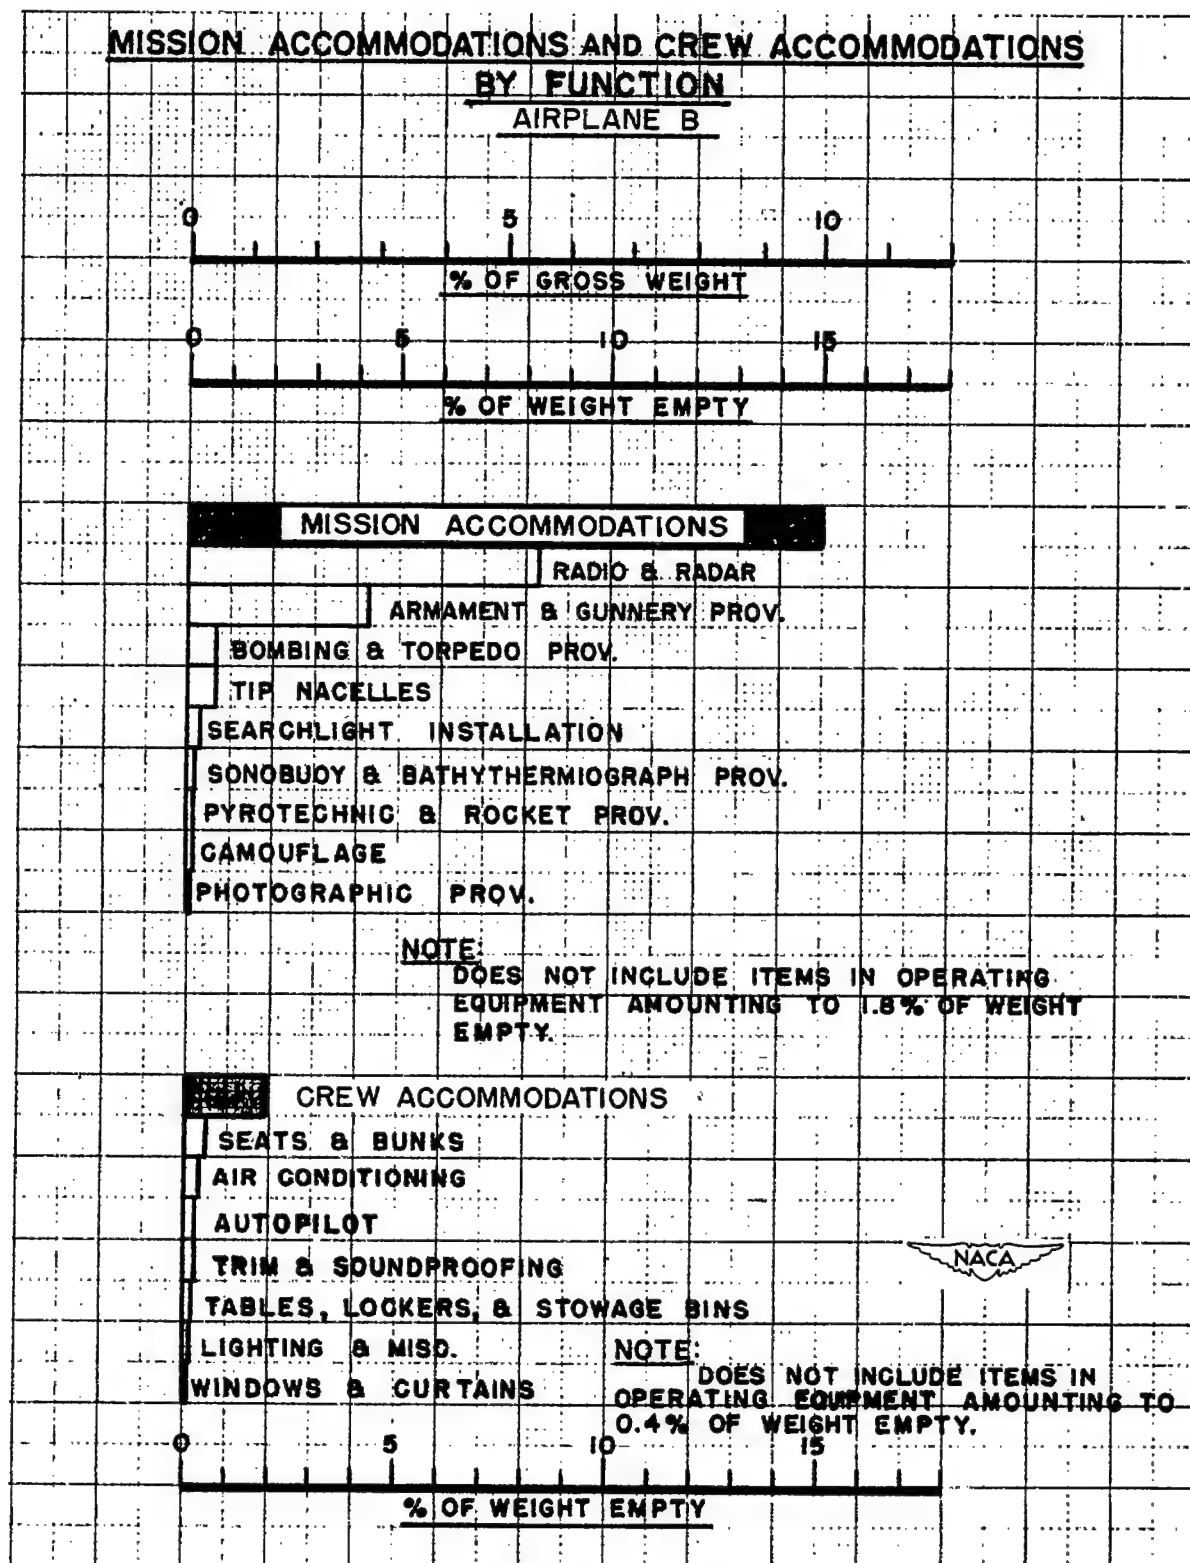 MISSION ACCOMMODATIONS AND CREW ACCOMMODATIONS
BY FUNCTION
AIRPLANE B
0 5 10
% OF GROSS WEIGHT
0 5 10 15
% OF WEIGHT EMPTY
MISSION ACCOMMODATIONS
RADIO & RADAR
ARMAMENT & GUNNERY PROV.
BOMBING & TORPEDO PROV.
TIP NACELLES
SEARCHLIGHT INSTALLATION
SONOBUOY & BATHYTHERMIOGRAPH PROV.
PYROTECHNIC & ROCKET PROV.
CAMOUFLAGE
PHOTOGRAPHIC PROV.
NOTE:
DOES NOT INCLUDE ITEMS IN OPERATING
EQUIPMENT AMOUNTING TO 1.8% OF WEIGHT
EMPTY.
CREW ACCOMMODATIONS
SEATS & BUNKS
AIR CONDITIONING
AUTOPILOT
TRIM & SOUNDPROOFING
NACA
TABLES, LOCKERS, & STOWAGE BINS
LIGHTING & MISC.
WINDOWS & CURTAINS
NOTE:
DOES NOT INCLUDE ITEMS IN
OPERATING EQUIPMENT AMOUNTING TO
0.4% OF WEIGHT EMPTY.
0 5 10 15
% OF WEIGHT EMPTY